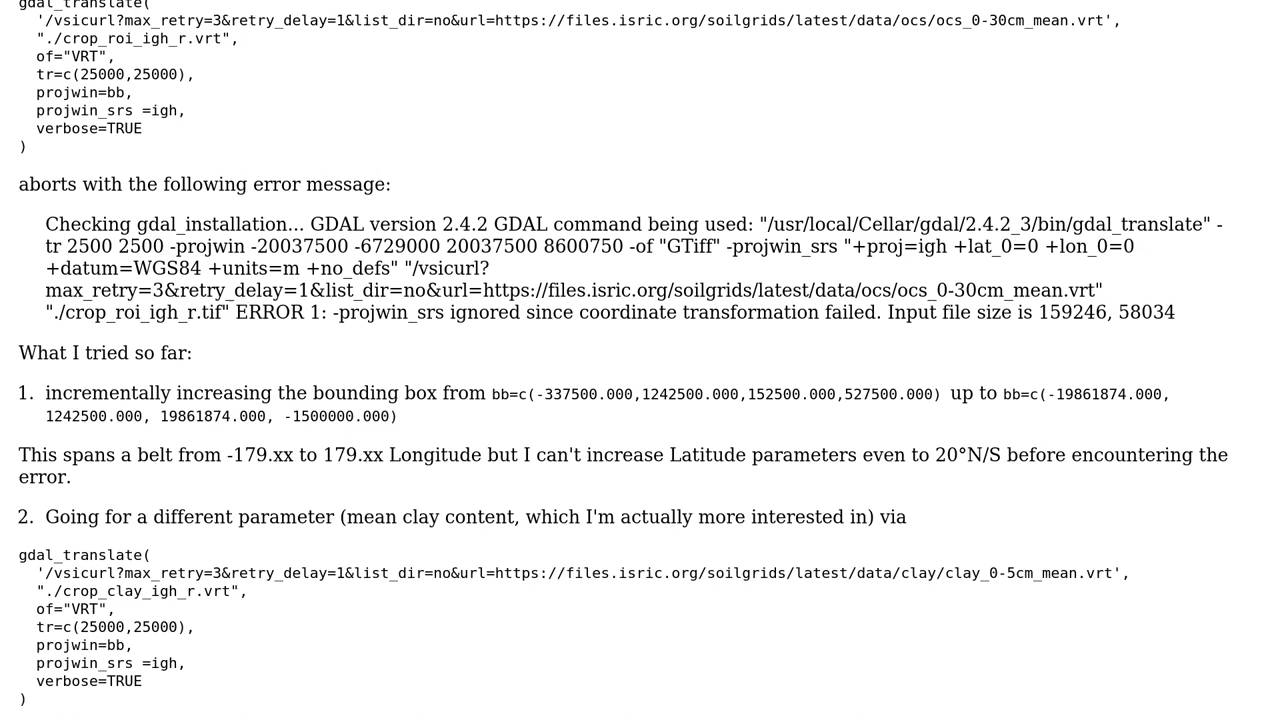 gdal_translate(
'/vsicurl?max_retry=3&retry_delay=1&list_dir=no&url=https://files.isric.org/soilgrids/latest/data/ocs/ocs_0-30cm_mean.vrt',
"./crop_roi_igh_r.vrt",
of="VRT",
tr=c(25000,25000),
projwin=bb,
projwin_srs =igh,
verbose=TRUE
)
aborts with the following error message:
Checking gdal_installation... GDAL version 2.4.2 GDAL command being used: "/usr/local/Cellar/gdal/2.4.2_3/bin/gdal_translate" -
tr 2500 2500 -projwin -20037500 -6729000 20037500 8600750 -of "GTiff" -projwin_srs "+proj=igh +lat_0=0 +lon_0=0
+datum=WGS84 +units=m +no_defs" "/vsicurl?
max_retry=3&retry_delay=1&list_dir=no&url=https://files.isric.org/soilgrids/latest/data/ocs/ocs_0-30cm_mean.vrt"
"./crop_roi_igh_r.tif" ERROR 1: -projwin_srs ignored since coordinate transformation failed. Input file size is 159246, 58034
What I tried so far:
1. incrementally increasing the bounding box from bb=c(-337500.000,1242500.000,152500.000,527500.000) up to bb=c(-19861874.000,
1242500.000, 19861874.000, -1500000.000)
This spans a belt from -179.xx to 179.xx Longitude but I can't increase Latitude parameters even to 20°N/S before encountering the
error.
2. Going for a different parameter (mean clay content, which I'm actually more interested in) via
gdal_translate(
'/vsicurl?max_retry=3&retry_delay=1&list_dir=no&url=https://files.isric.org/soilgrids/latest/data/clay/clay_0-5cm_mean.vrt',
"./crop_clay_igh_r.vrt",
of="VRT",
tr=c(25000,25000),
projwin=bb,
projwin_srs =igh,
verbose=TRUE
)